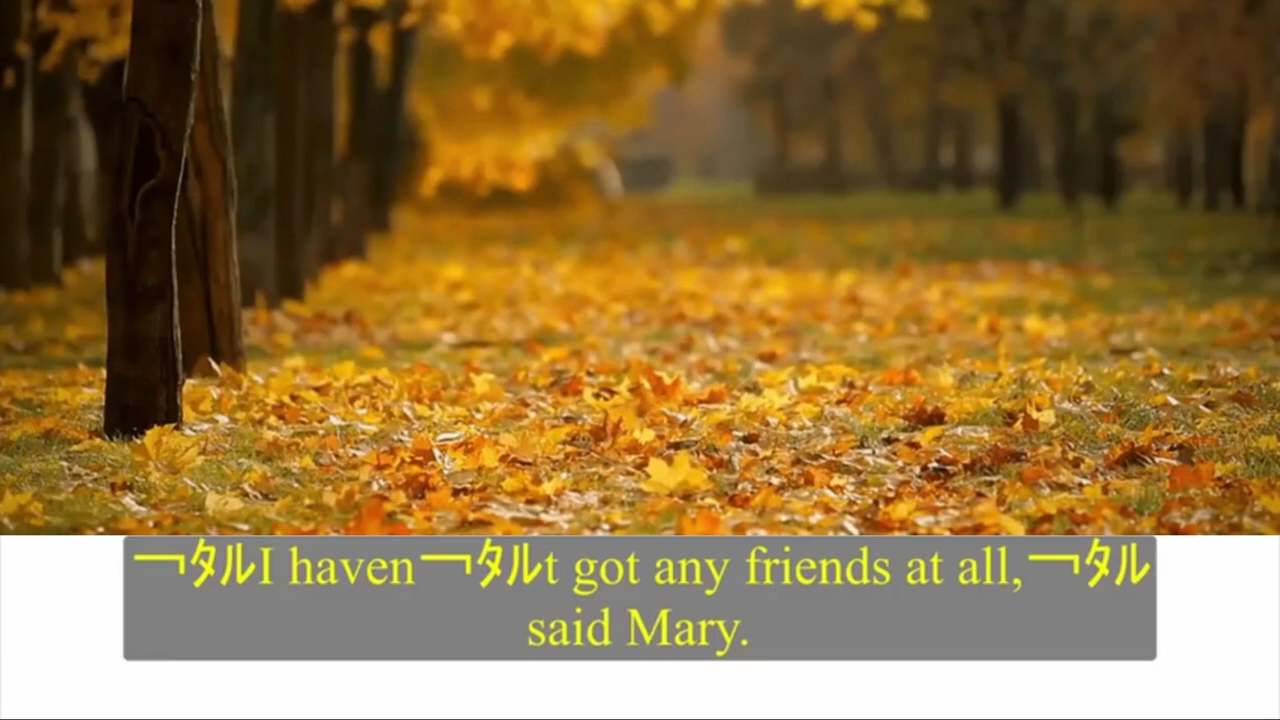 ￢ﾀﾙI haven￢ﾀﾙt got any friends at all,￢ﾀﾙ
said Mary.